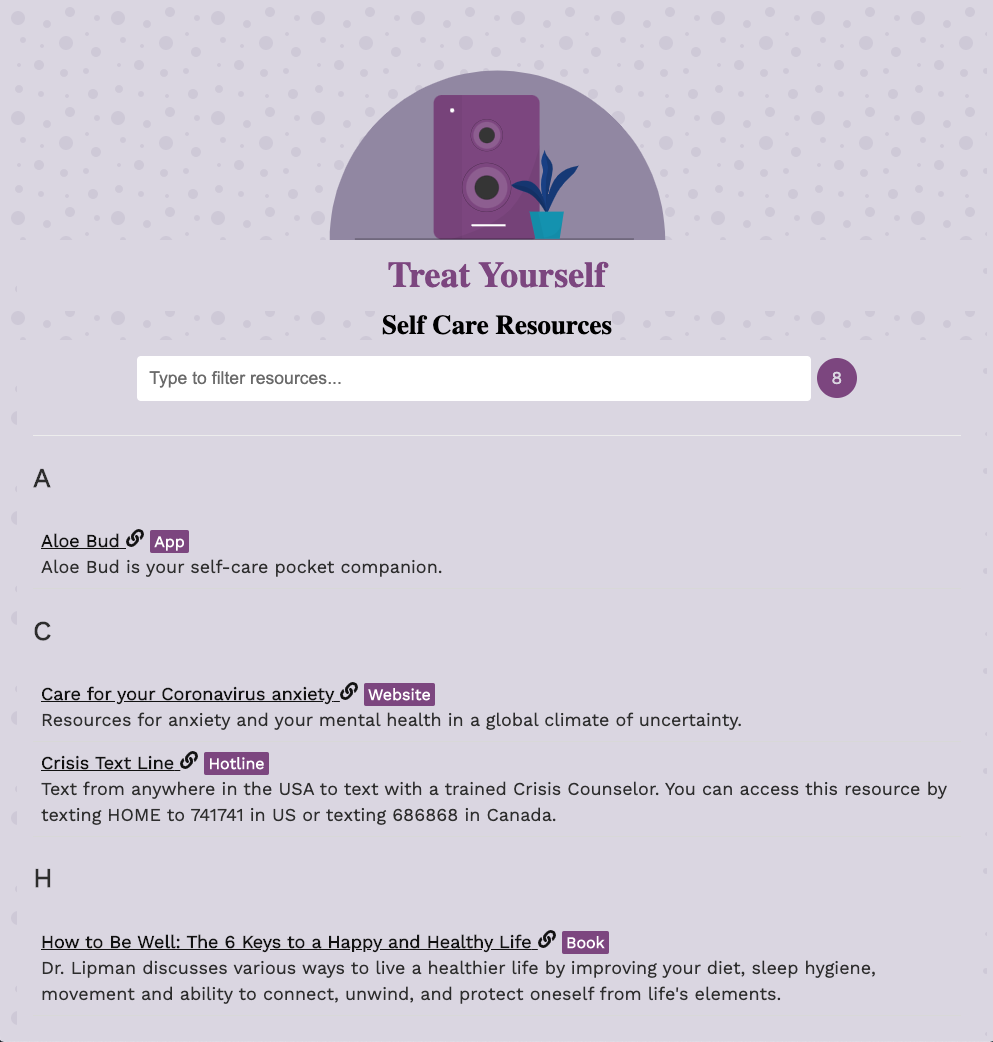 Treat Yourself
Self Care Resources
Type to filter resources...
8
A
Aloe Bud App
Aloe Bud is your self-care pocket companion.
C
Care for your Coronavirus anxiety Website
Resources for anxiety and your mental health in a global climate of uncertainty.
Crisis Text Line Hotline
Text from anywhere in the USA to text with a trained Crisis Counselor. You can access this resource by
texting HOME to 741741 in US or texting 686868 in Canada.
H
How to Be Well: The 6 Keys to a Happy and Healthy Life Book
Dr. Lipman discusses various ways to live a healthier life by improving your diet, sleep hygiene,
movement and ability to connect, unwind, and protect oneself from life's elements.